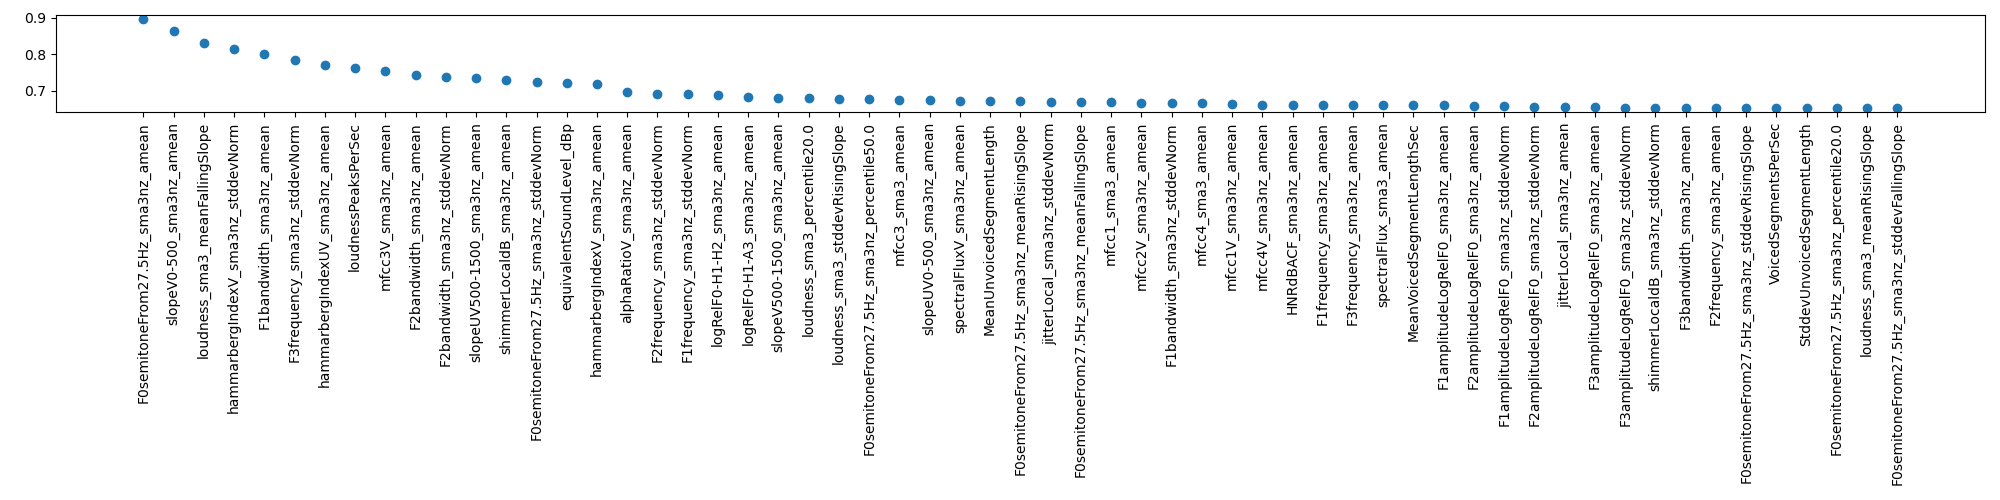 0.9
0.8
0.7
F0semitoneFrom27.5Hz_sma3nz_amean
slopeV0-500_sma3nz_amean
loudness_sma3_meanFallingSlope
hammarbergIndexV_sma3nz_stddevNorm
F1bandwidth_sma3nz_amean
F3frequency_sma3nz_stddevNorm
hammarbergIndexUV_sma3nz_amean
loudnessPeaksPerSec
mfcc3V_sma3nz_amean
F2bandwidth_sma3nz_amean
F2bandwidth_sma3nz_stddevNorm
slopeUV500-1500_sma3nz_amean
shimmerLocaldB_sma3nz_amean
F0semitoneFrom27.5Hz_sma3nz_stddevNorm
equivalentSoundLevel_dBp
hammarbergIndexV_sma3nz_amean
alphaRatioV_sma3nz_amean
F2frequency_sma3nz_stddevNorm
F1frequency_sma3nz_stddevNorm
logRelF0-H1-H2_sma3nz_amean
logRelF0-H1-A3_sma3nz_amean
slopeV500-1500_sma3nz_amean
loudness_sma3_percentile20.0
loudness_sma3_stddevRisingSlope
F0semitoneFrom27.5Hz_sma3nz_percentile50.0
mfcc3_sma3_amean
slopeUV0-500_sma3nz_amean
spectralFluxV_sma3nz_amean
MeanUnvoicedSegmentLength
F0semitoneFrom27.5Hz_sma3nz_meanRisingSlope
jitterLocal_sma3nz_stddevNorm
F0semitoneFrom27.5Hz_sma3nz_meanFallingSlope
mfcc1_sma3_amean
mfcc2V_sma3nz_amean
F1bandwidth_sma3nz_stddevNorm
mfcc4_sma3_amean
mfcc1V_sma3nz_amean
mfcc4V_sma3nz_amean
HNRdBACF_sma3nz_amean
F1frequency_sma3nz_amean
F3frequency_sma3nz_amean
spectralFlux_sma3_amean
MeanVoicedSegmentLengthSec
F1amplitudeLogRelF0_sma3nz_amean
F2amplitudeLogRelF0_sma3nz_amean
F1amplitudeLogRelF0_sma3nz_stddevNorm
F2amplitudeLogRelF0_sma3nz_stddevNorm
jitterLocal_sma3nz_amean
F3amplitudeLogRelF0_sma3nz_amean
F3amplitudeLogRelF0_sma3nz_stddevNorm
shimmerLocaldB_sma3nz_stddevNorm
F3bandwidth_sma3nz_amean
F2frequency_sma3nz_amean
F0semitoneFrom27.5Hz_sma3nz_stddevRisingSlope
VoicedSegmentsPerSec
StddevUnvoicedSegmentLength
F0semitoneFrom27.5Hz_sma3nz_percentile20.0
loudness_sma3_meanRisingSlope
F0semitoneFrom27.5Hz_sma3nz_stddevFallingSlope